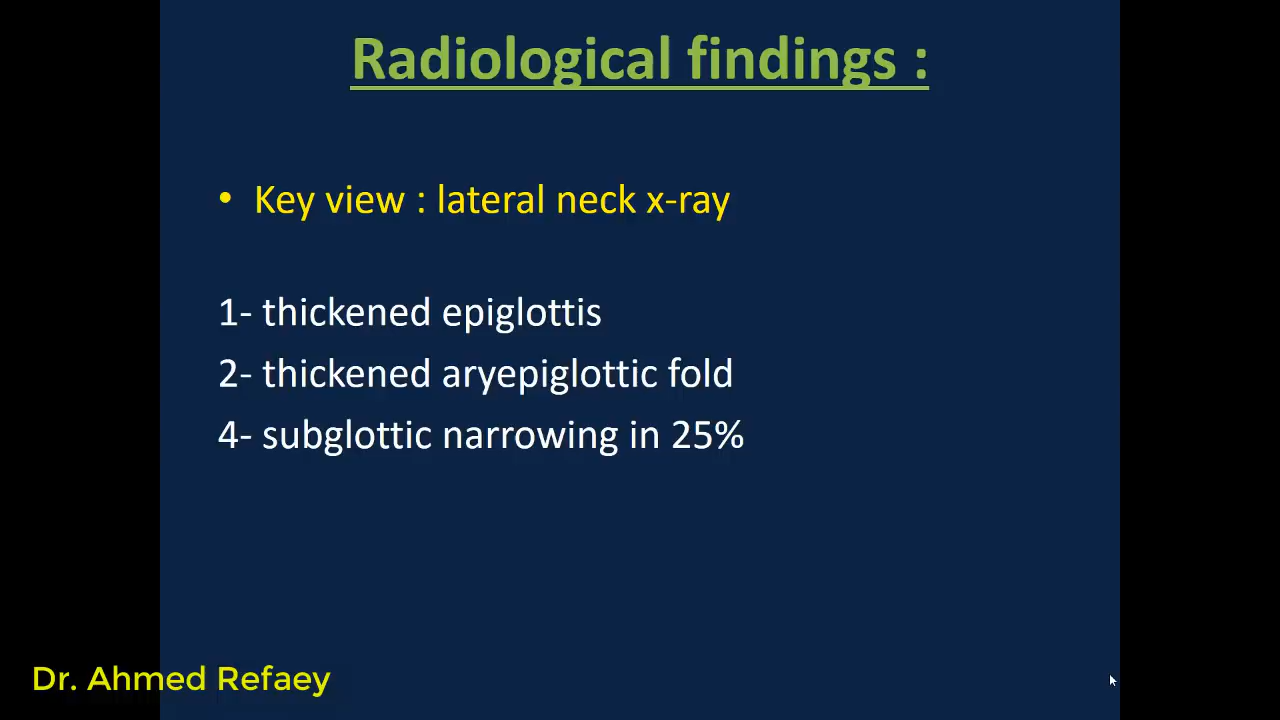 Radiological findings :
• Key view : lateral neck x-ray
1- thickened epiglottis
2- thickened aryepiglottic fold
4- subglottic narrowing in 25%
Dr. Ahmed Refaey